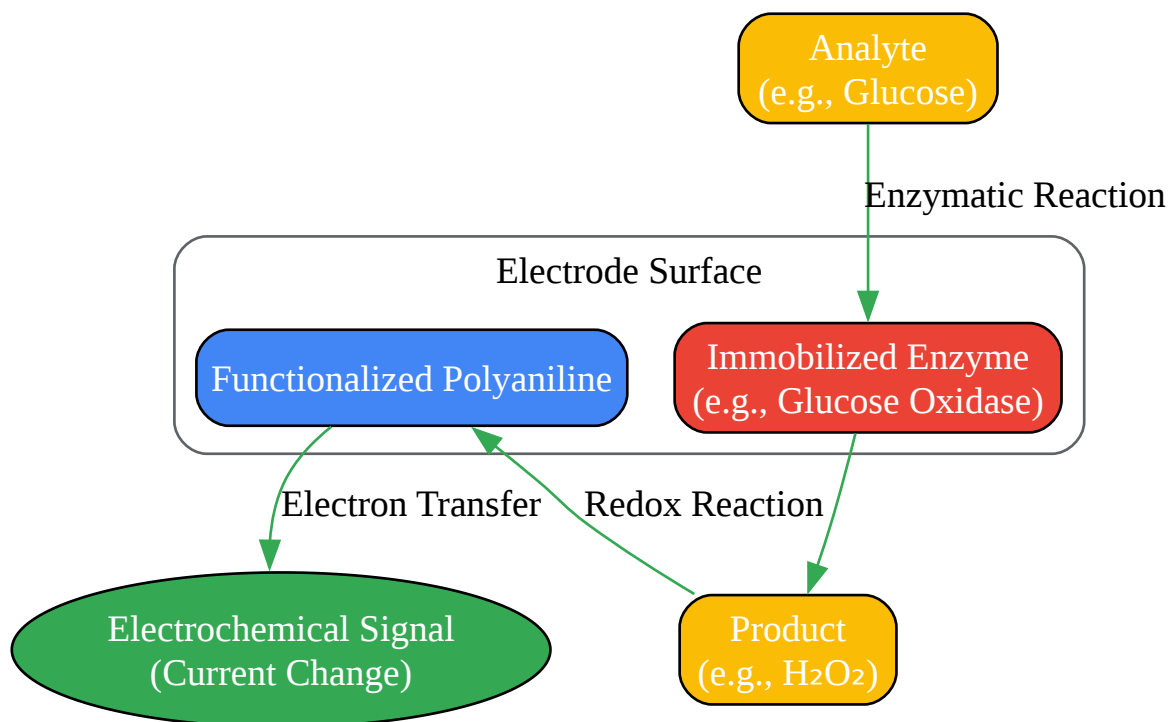 Analyte
(e.g., Glucose)
Enzymatic Reaction
Electrode Surface
Functionalized Polyaniline
Immobilized Enzyme
(e.g., Glucose Oxidase)
Electron Transfer
Redox Reaction
Electrochemical Signal
(Current Change)
Product
(e.g., H₂O₂)